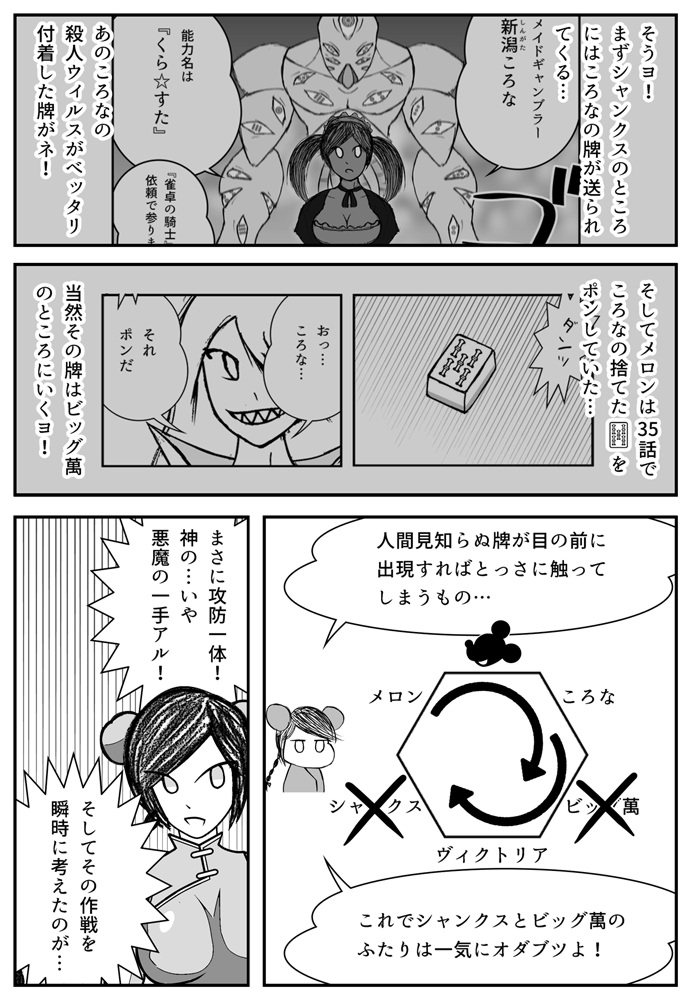 そうヨ！
まずシャンクスのところ
にはころなの牌が送られ
てくる…
メイドギャンブラー
新潟ころな
しんがた
能力名は
『くら☆すた』
『雀卓の騎士』
依頼で参りま
あのころなの
殺人ウィルスがベッタリ
付着した牌がネ！
そしてメロンは35話で
ころなの捨てた
を
ポンしていた…
ダンッ
おっ…
ころな…
それ
ポンだ
当然その牌はビッグ萬
のところにいくヨ！
人間見知らぬ牌が目の前に
出現すればとっさに触って
しまうもの…
メロン
ころな
シャンクス
ビッグ萬
ヴィクトリア
これでシャンクスとビッグ萬の
ふたりは一気にオダブツよ！
まさに攻防一体！
神の…いや
悪魔の一手アル！
そしてその作戦を
瞬時に考えたのが…